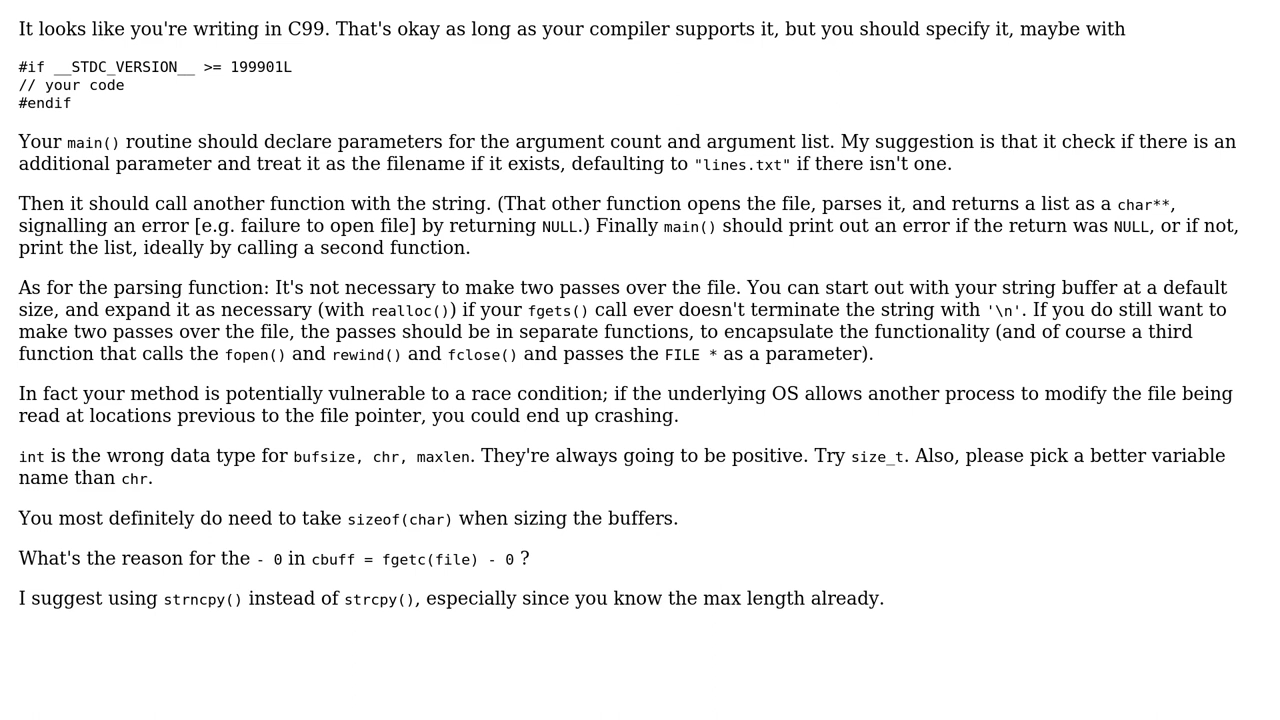 It looks like you're writing in C99. That's okay as long as your compiler supports it, but you should specify it, maybe with
#if __STDC_VERSION__ >= 199901L
// your code
#endif
Your main() routine should declare parameters for the argument count and argument list. My suggestion is that it check if there is an
additional parameter and treat it as the filename if it exists, defaulting to "lines.txt" if there isn't one.
Then it should call another function with the string. (That other function opens the file, parses it, and returns a list as a char**,
signalling an error [e.g. failure to open file] by returning NULL.) Finally main() should print out an error if the return was NULL, or if not,
print the list, ideally by calling a second function.
As for the parsing function: It's not necessary to make two passes over the file. You can start out with your string buffer at a default
size, and expand it as necessary (with realloc()) if your fgets() call ever doesn't terminate the string with '\n'. If you do still want to
make two passes over the file, the passes should be in separate functions, to encapsulate the functionality (and of course a third
function that calls the fopen() and rewind() and fclose() and passes the FILE * as a parameter).
In fact your method is potentially vulnerable to a race condition; if the underlying OS allows another process to modify the file being
read at locations previous to the file pointer, you could end up crashing.
int is the wrong data type for bufsize, chr, maxlen. They're always going to be positive. Try size_t. Also, please pick a better variable
name than chr.
You most definitely do need to take sizeof(char) when sizing the buffers.
What's the reason for the - 0 in cbuff = fgetc(file) - 0 ?
I suggest using strncpy() instead of strcpy(), especially since you know the max length already.